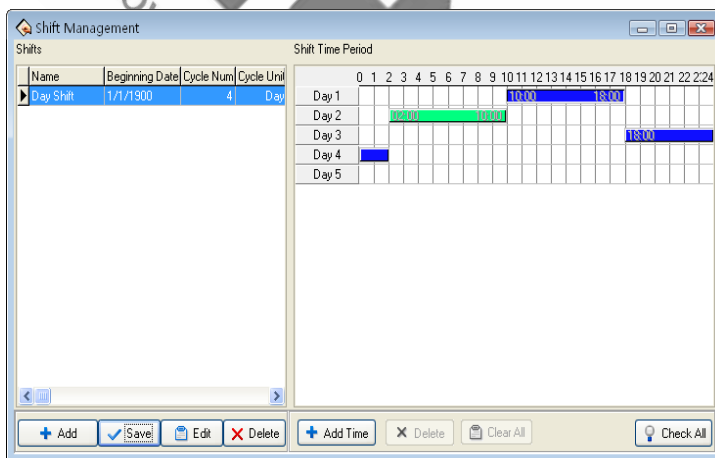 Shift Management
Shifts
Shift Time Period
Name Beginning Date Cycle Num Cycle Unit
Day Shift 1/1/1900 4 Day
0 1 2 3 4 5 6 7 8 9 10 11 12 13 14 15 16 17 18 19 20 21 22 2:24
Day 1 10:00 18:00
Day 2 02:00 10:00
Day 3 18:00
Day 4
Day 5
Add Save Edit Delete Add Time Delete Clear All Check All